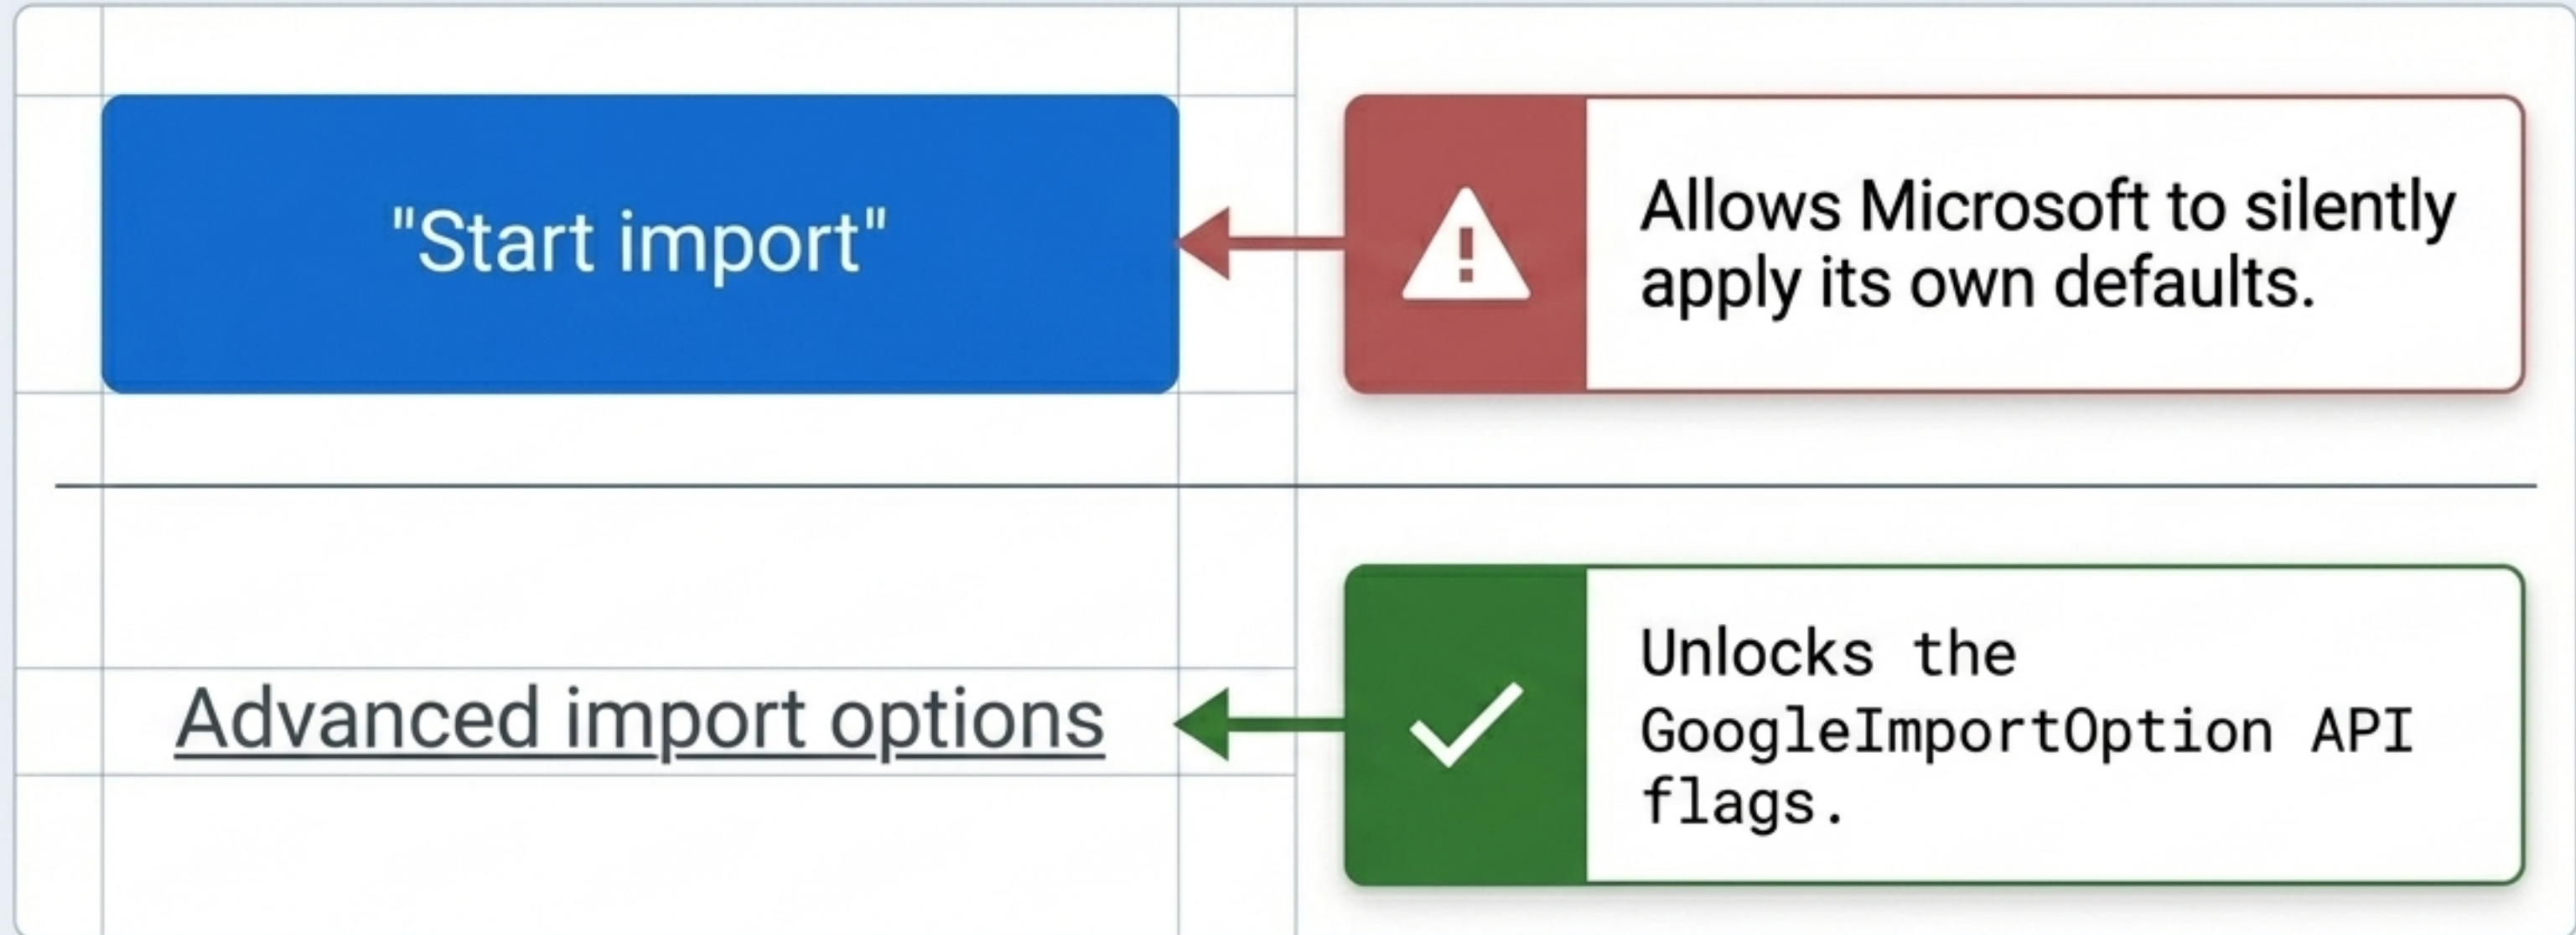 "Start import"
Allows Microsoft to silently
apply its own defaults.
Advanced import options
Unlocks the
GoogleImportOption API
flags.